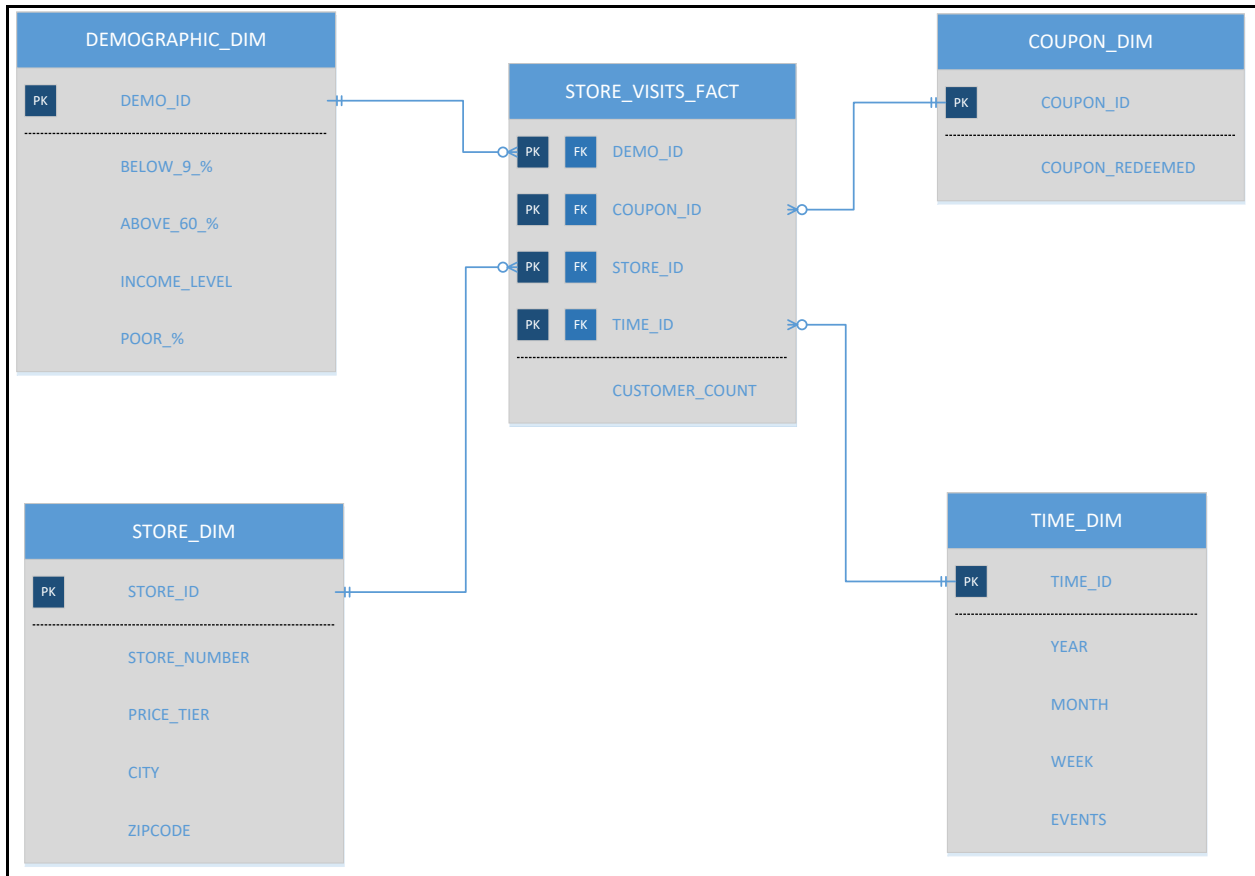 DEMOGRAPHIC_DIM
PK DEMO_ID
BELOW_9_%
ABOVE_60_%
INCOME_LEVEL
POOR_%
STORE_VISITS_FACT
PK FK DEMO_ID
PK FK COUPON_ID
PK FK STORE_ID
PK FK TIME_ID
CUSTOMER_COUNT
COUPON_DIM
PK COUPON_ID
COUPON_REDEEMED
STORE_DIM
PK STORE_ID
STORE_NUMBER
PRICE_TIER
CITY
ZIPCODE
TIME_DIM
PK TIME_ID
YEAR
MONTH
WEEK
EVENTS